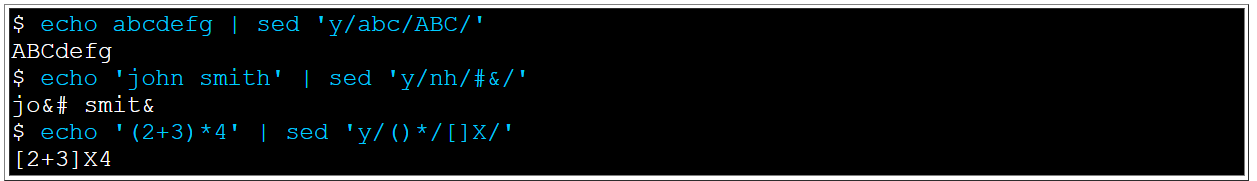 $ echo abcdefg | sed 'y/abc/ABC/'
ABCdefg
$ echo 'john smith' | sed 'y/nh/#&/'
jo&# smit&
$ echo '(2+3)*4' | sed 'y/()*/[]X/'
[2+3]X4